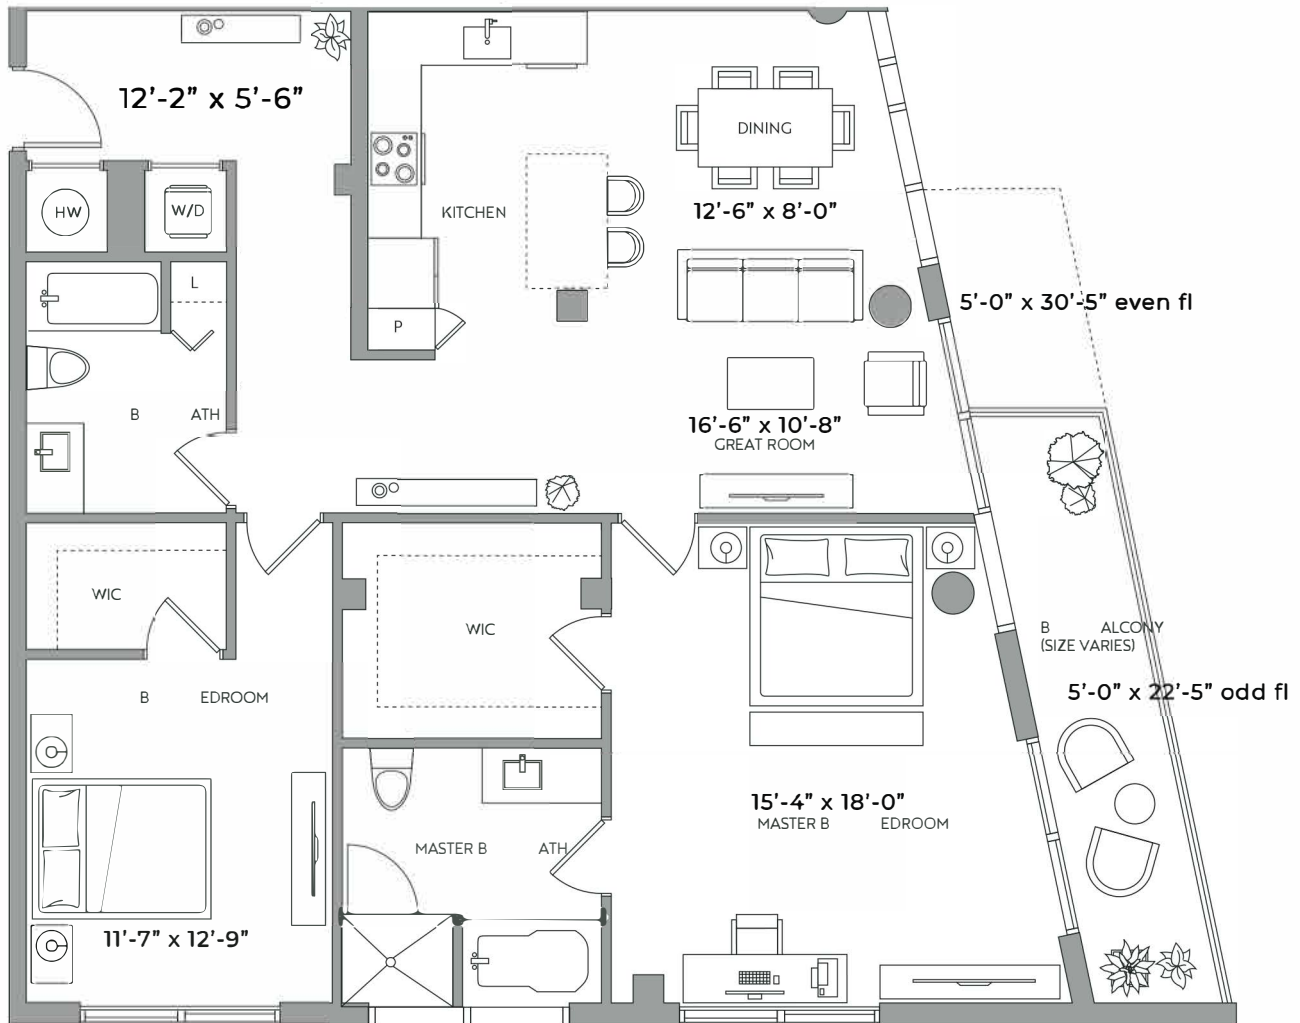 12'-2" x 5'-6"
DINING
HW
W/D
KITCHEN
12'-6" x 8'-0"
L
5'-0" x 30'-5" even fl
P
B ATH
16'-6" x 10'-8"
GREAT ROOM
WIC
WIC
B ALCONY
(SIZE VARIES)
B EDROOM
5'-0" x 22'-5" odd fl
15'-4" x 18'-0"
MASTER B EDROOM
MASTER B ATH
11'-7" x 12'-9"